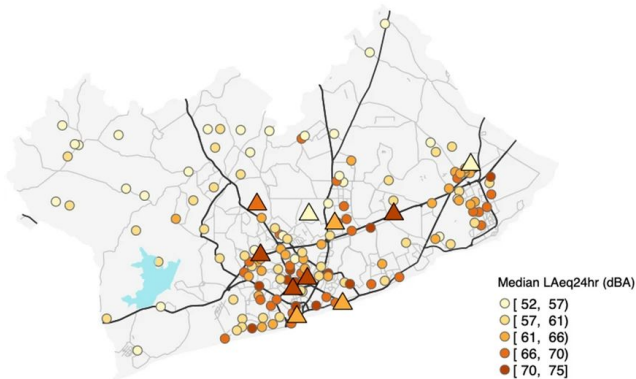 Median LAeq24hr (dBA)
[ 52, 57)
[ 57, 61)
[ 61, 66)
[ 66, 70)
[ 70, 75]